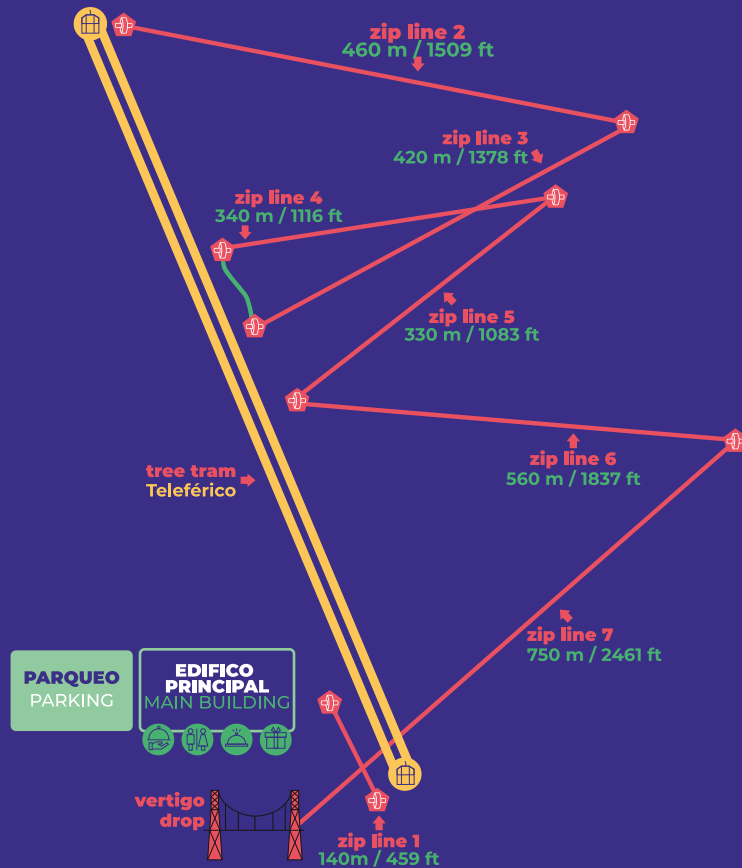 zip line 2
460 m / 1509 ft
zip line 3
420 m / 1378 ft
zip line 4
340 m / 1116 ft
zip line 5
330 m / 1083 ft
zip line 6
560 m / 1837 ft
tree tram
Teleférico
zip line 7
750 m / 2461 ft
PARQUEO
PARKING
EDIFICO
PRINCIPAL
MAIN BUILDING
vertigo
drop
zip line 1
140m / 459 ft